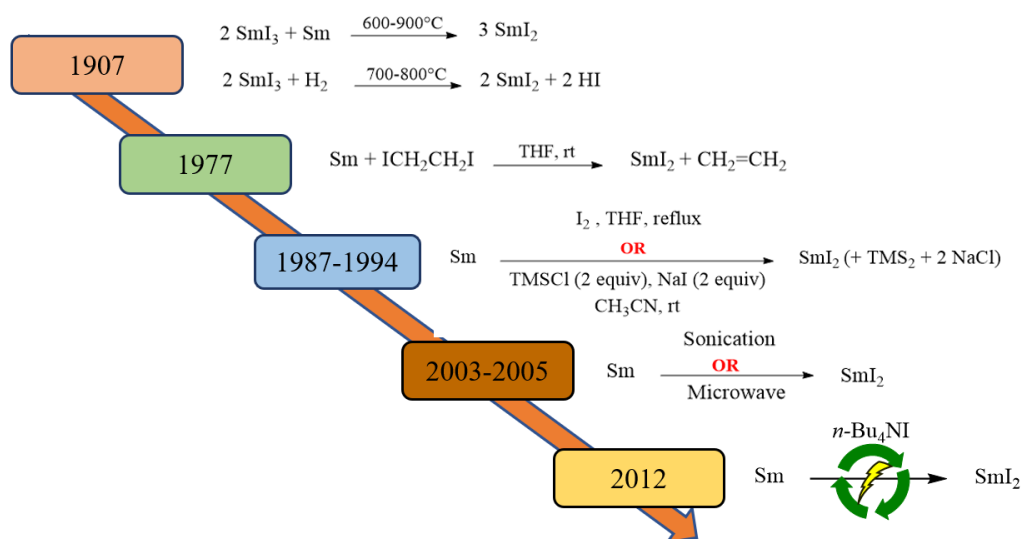 1907
2 SmI₃ + Sm 600-900°C 3 SmI₂
2 SmI₃ + H₂ 700-800°C 2 SmI₂ + 2 HI
1977
Sm + ICH₂CH₂I THF, rt SmI₂ + CH₂=CH₂
1987-1994
I₂ , THF, reflux
Sm OR SmI₂ (+ TMS₂ + 2 NaCl)
TMSCl (2 equiv), NaI (2 equiv)
CH₃CN, rt
2003-2005
Sonication
Sm OR SmI₂
Microwave
2012
n-Bu₄NI
Sm SmI₂